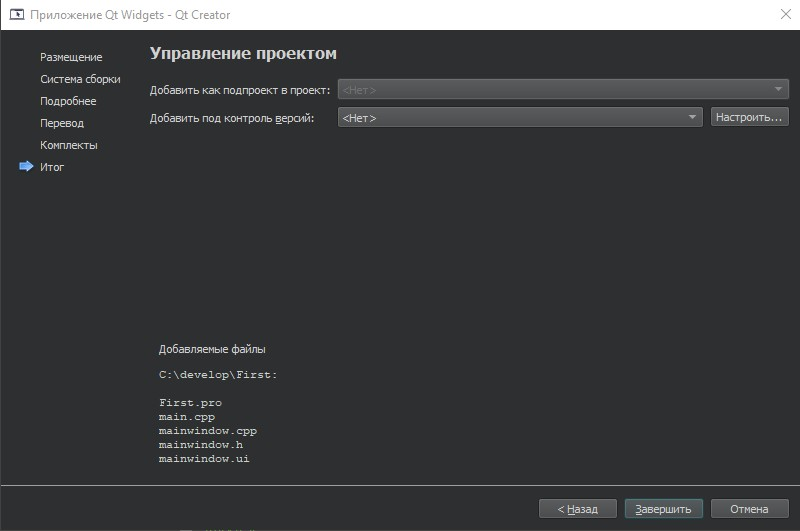 Приложение Qt Widgets - Qt Creator
Размещение
Система сборки
Подробнее
Перевод
Комплекты
Итог
Управление проектом
Добавить как подпроект в проект:
<Нет>
Добавить под контроль версий:
<Нет>
Настроить...
Добавляемые файлы
C:\develop\First:
First.pro
main.cpp
mainwindow.cpp
mainwindow.h
mainwindow.ui
< Назад
Завершить
Отмена